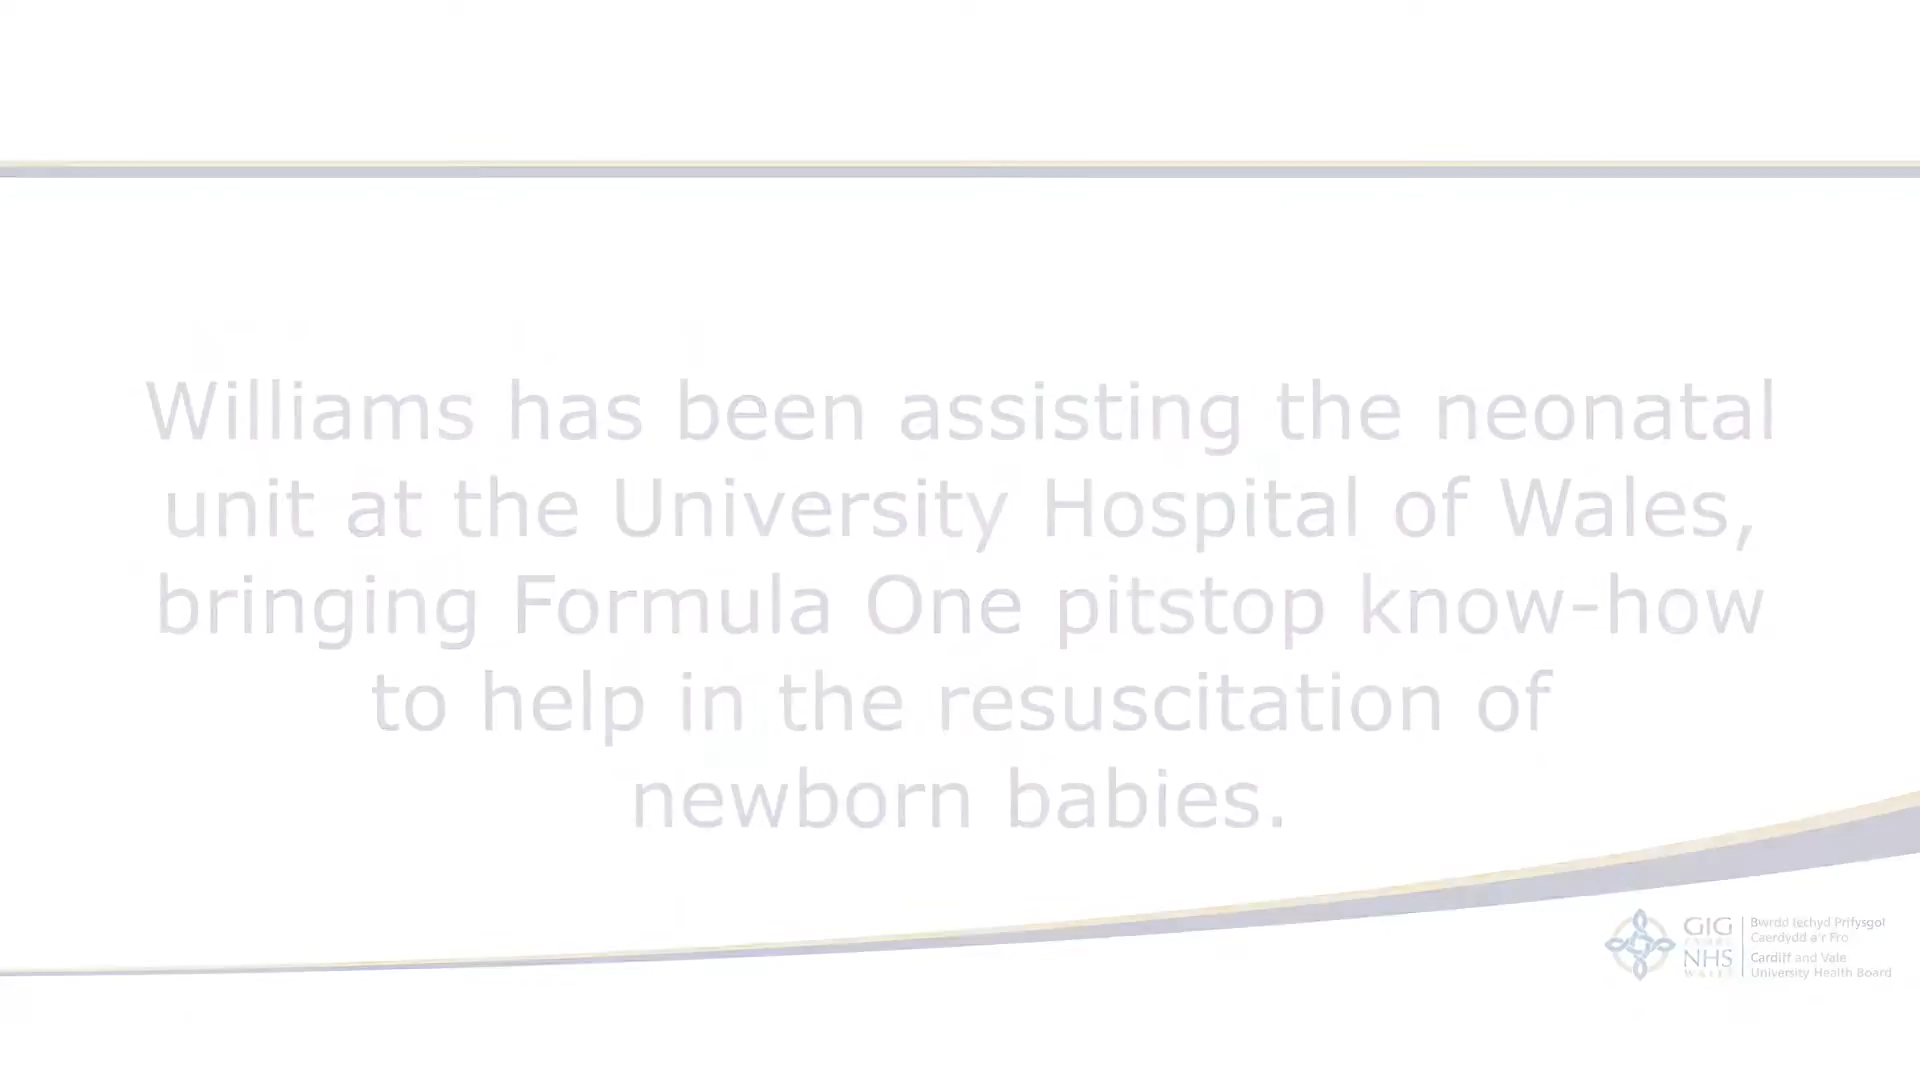 Williams has been assisting the neonatal
unit at the University Hospital of Wales,
bringing Formula One pitstop know-how
to help in the resuscitation of
newborn babies.
GIG
CYMRU
NHS
WALES
Bwrdd Iechyd Prifysgol
Caerdydd a'r Fro
Cardiff and Vale
University Health Board